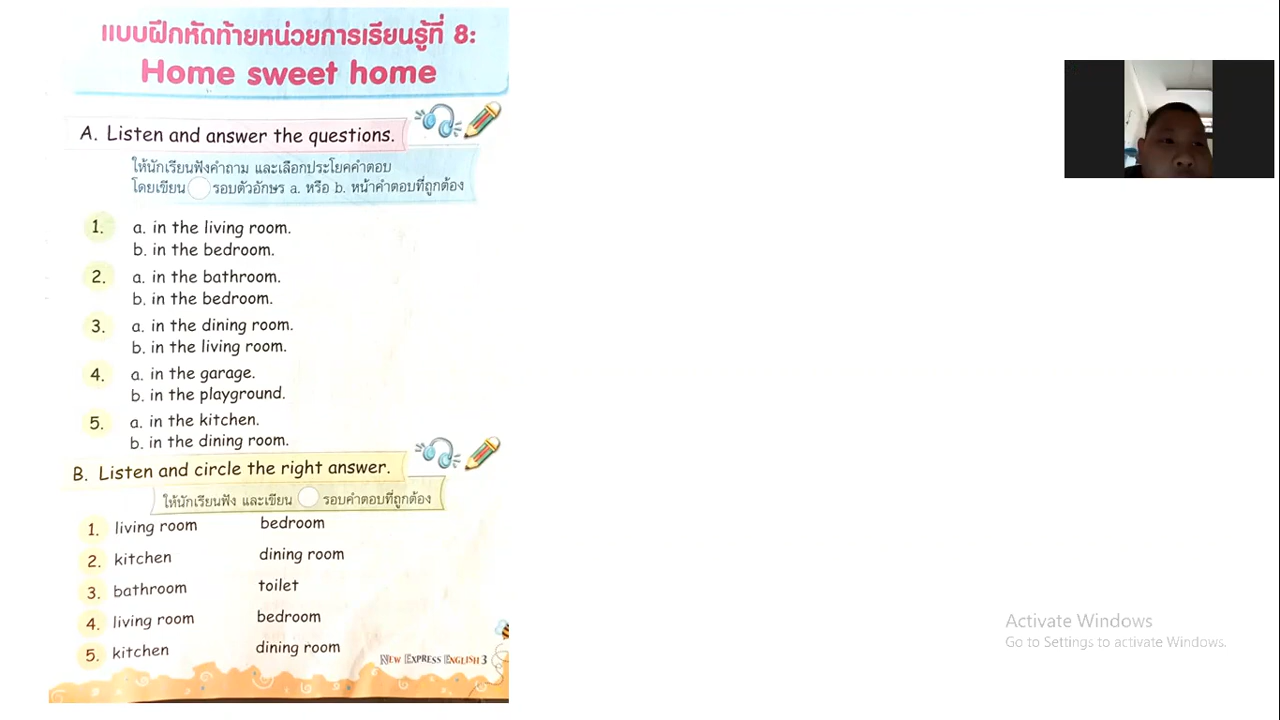 แบบฝึกหัดท้ายหน่วยการเรียนรู้ที่ 8:
Home sweet home
A. Listen and answer the questions.
ให้นักเรียนฟังคำถาม และเลือกประโยคคำตอบ
โดยเขียน รอบตัวอักษร a. หรือ b. หน้าคำตอบที่ถูกต้อง
1. a. in the living room.
b. in the bedroom.
2. a. in the bathroom.
b. in the bedroom.
3. a. in the dining room.
b. in the living room.
4. a. in the garage.
b. in the playground.
5. a. in the kitchen.
b. in the dining room.
B. Listen and circle the right answer.
ให้นักเรียนฟัง และเขียน รอบคำตอบที่ถูกต้อง
1. living room bedroom
2. kitchen dining room
3. bathroom toilet
4. living room bedroom
5. kitchen dining room
NEW EXPRESS ENGLISH 3
Activate Windows
Go to Settings to activate Windows.